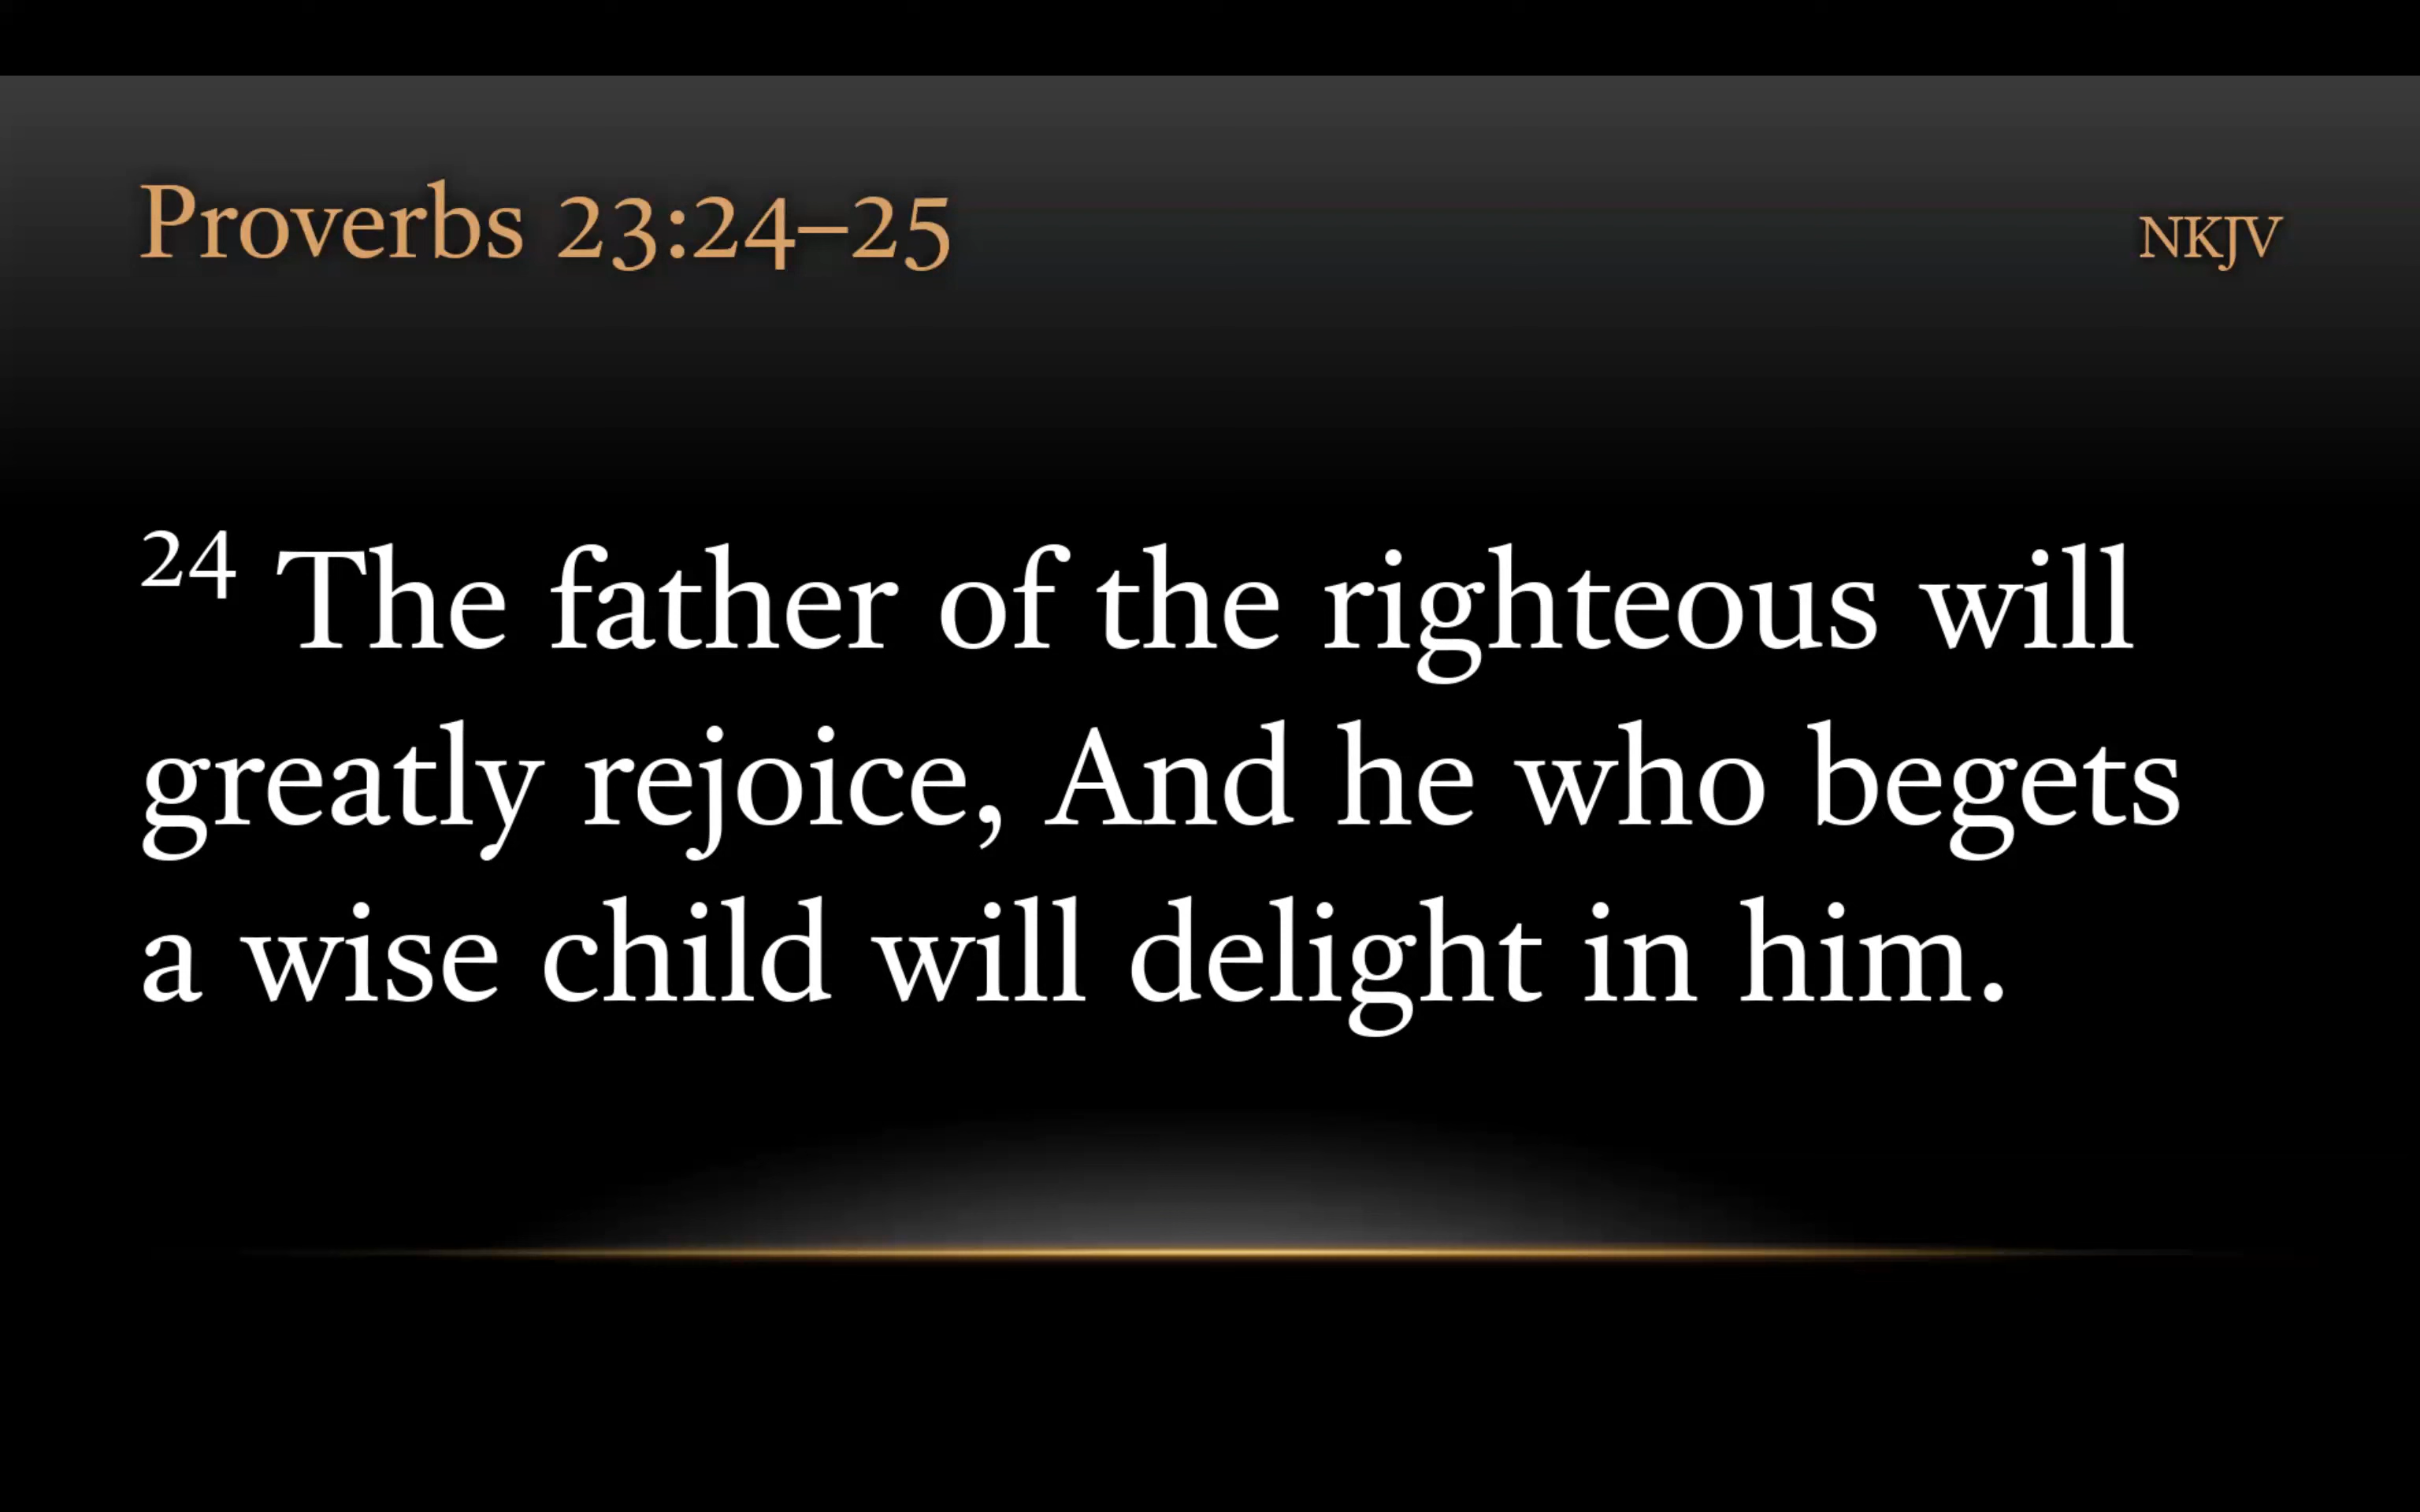 Proverbs 23:24–25
NKJV
24 The father of the righteous will
greatly rejoice, And he who begets
a wise child will delight in him.